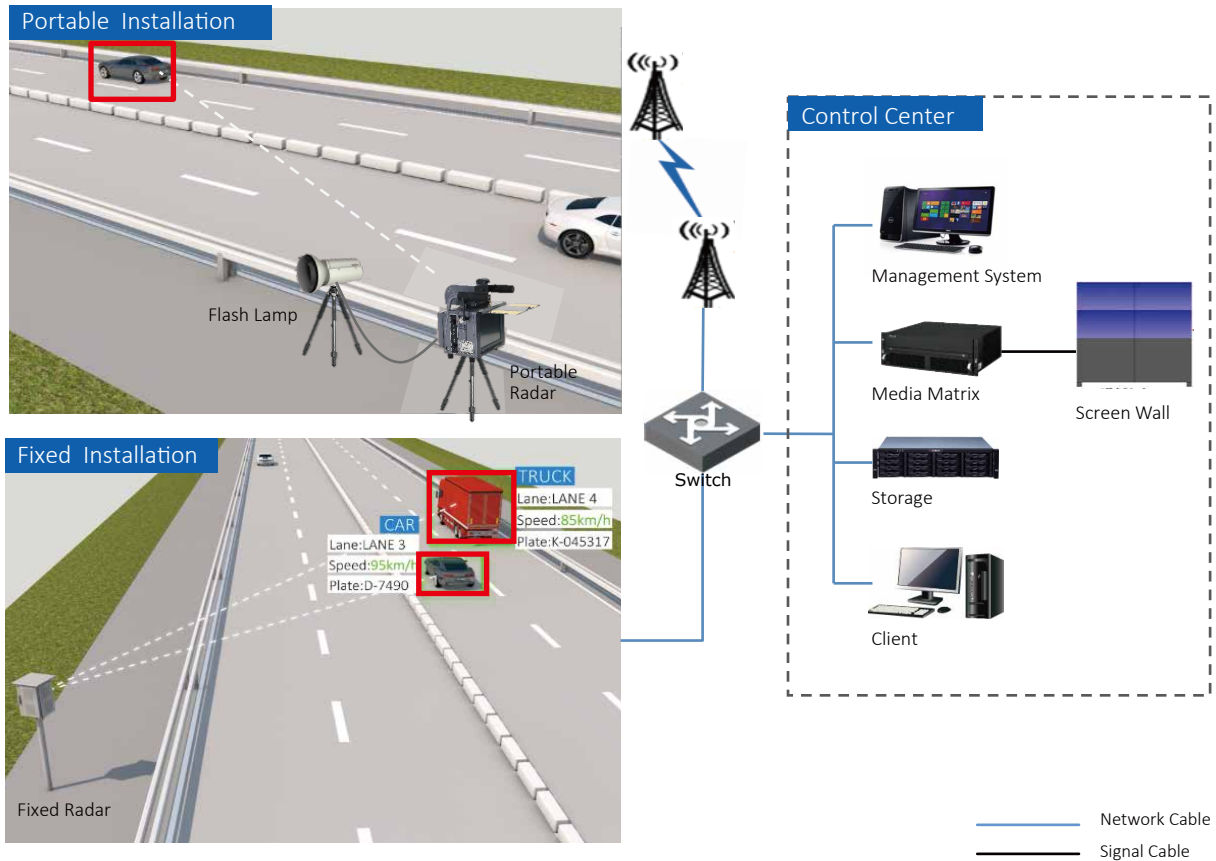 Portable Installation
Flash Lamp
Portable
Radar
Fixed Installation
TRUCK
Lane:LANE 4
Speed:85km/h
Plate:K-045317
CAR
Lane:LANE 3
Speed:95km/h
Plate:D-7490
Fixed Radar
Switch
Control Center
Management System
Media Matrix
Screen Wall
Storage
Client
Network Cable
Signal Cable